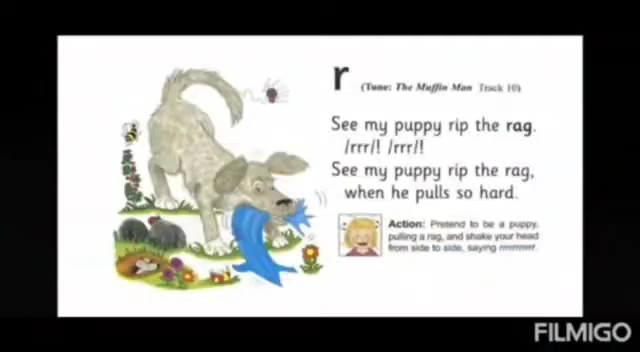 r (Tune: The Muffin Man Track 10)
See my puppy rip the rag.
/rrr/! /rrr/!
See my puppy rip the rag,
when he pulls so hard.
Action: Pretend to be a puppy,
pulling a rag, and shake your head
from side to side, saying rrrrrrrr.
FILMIGO